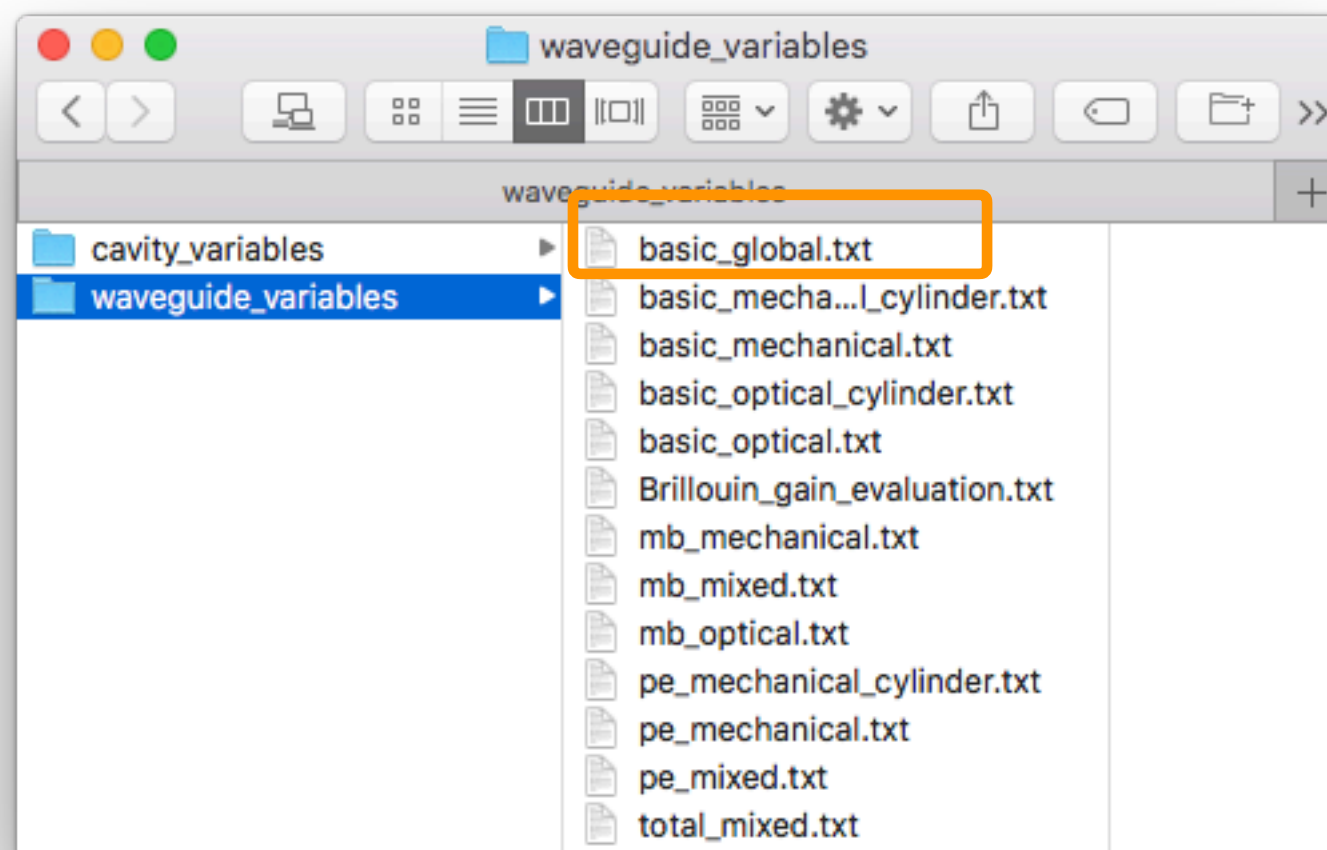 waveguide_variables
waveguide_variables
cavity_variables
waveguide_variables
basic_global.txt
basic_mecha...l_cylinder.txt
basic_mechanical.txt
basic_optical_cylinder.txt
basic_optical.txt
Brillouin_gain_evaluation.txt
mb_mechanical.txt
mb_mixed.txt
mb_optical.txt
pe_mechanical_cylinder.txt
pe_mechanical.txt
pe_mixed.txt
total_mixed.txt